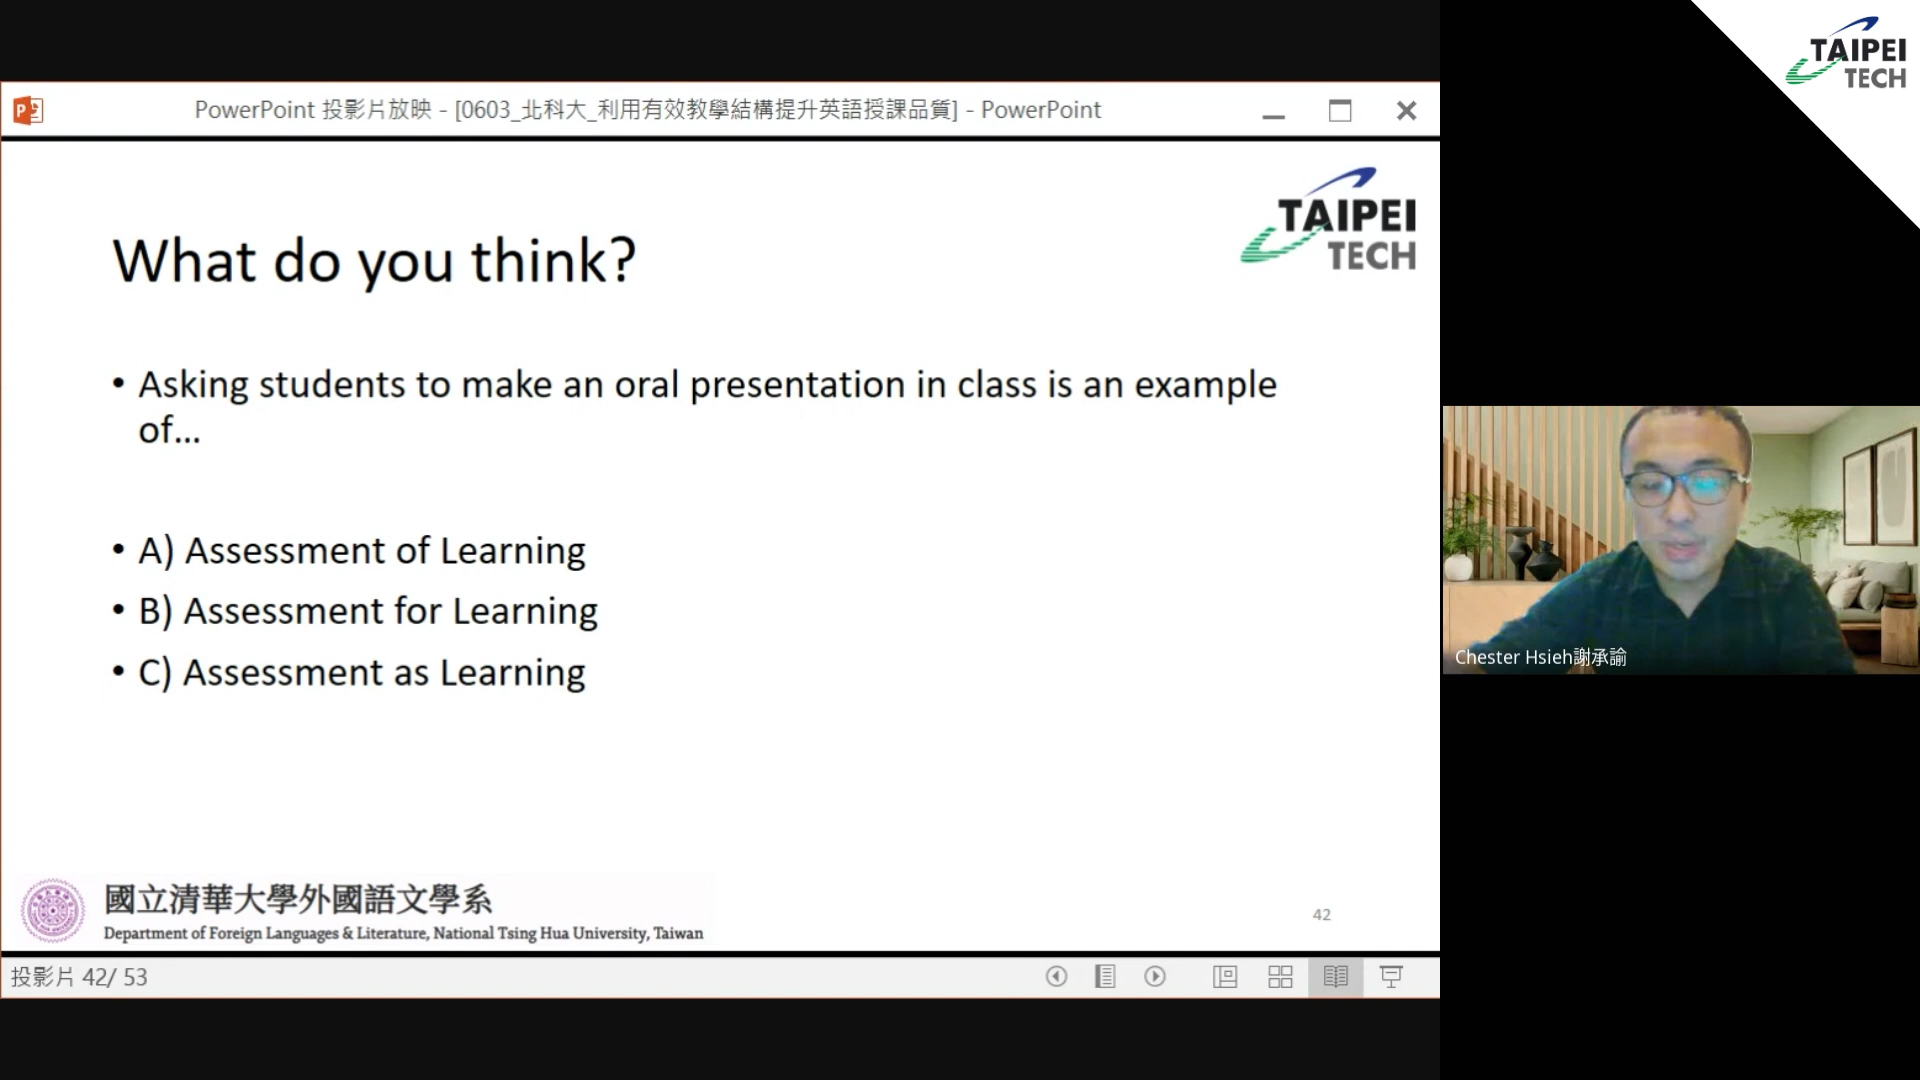 PowerPoint 投影片放映 - [0603_北科大_利用有效教學結構提升英語授課品質] - PowerPoint
TAIPEI
TECH
What do you think?
• Asking students to make an oral presentation in class is an example
of...
• A) Assessment of Learning
• B) Assessment for Learning
• C) Assessment as Learning
國立清華大學外國語文學系
Department of Foreign Languages & Literature, National Tsing Hua University, Taiwan
42
投影片 42/ 53
TAIPEI
TECH
Chester Hsieh謝承諭